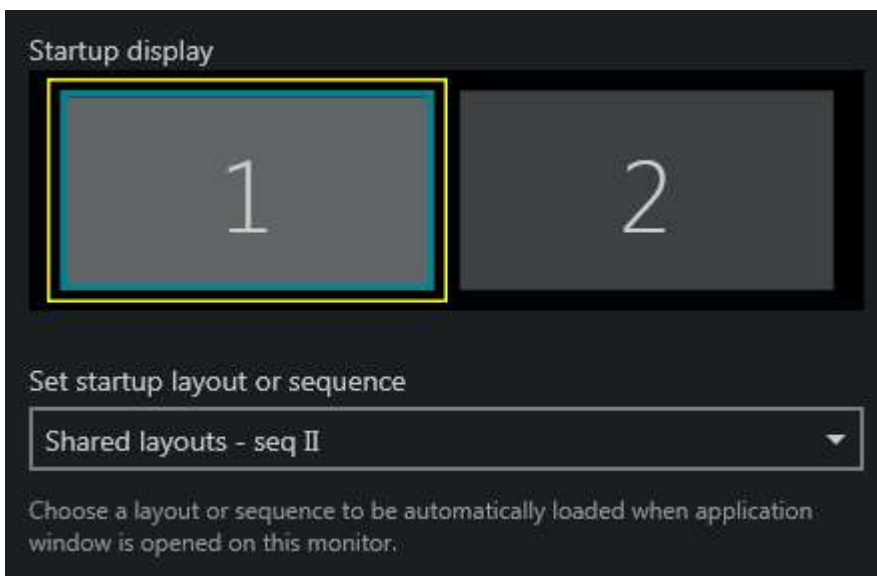 Startup display
1 2
Set startup layout or sequence
Shared layouts - seq II
Choose a layout or sequence to be automatically loaded when application
window is opened on this monitor.